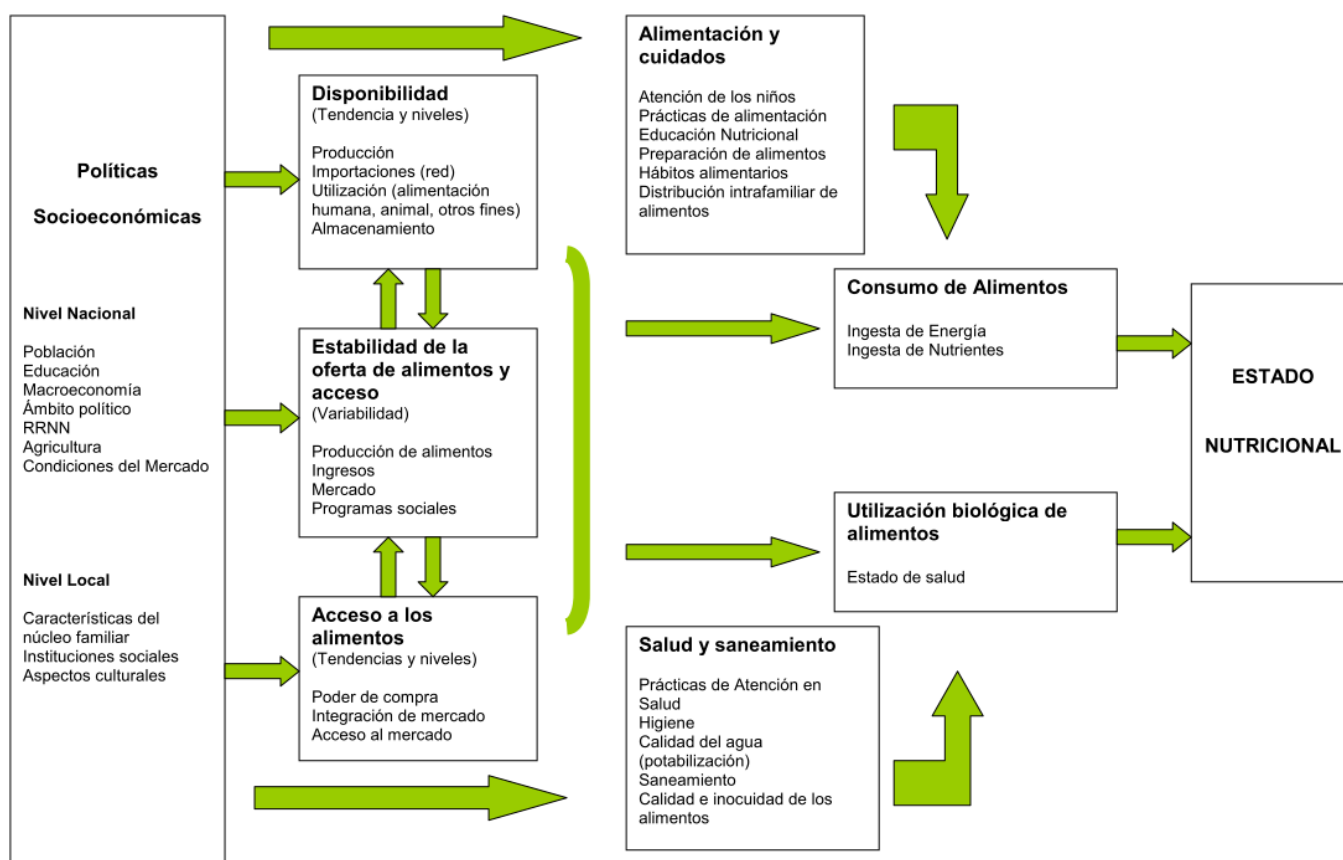 Políticas
Socioeconómicas
Nivel Nacional
Población
Educación
Macroeconomía
Ámbito político
RRNN
Agricultura
Condiciones del Mercado
Nivel Local
Características del
núcleo familiar
Instituciones sociales
Aspectos culturales
Disponibilidad
(Tendencia y niveles)
Producción
Importaciones (red)
Utilización (alimentación
humana, animal, otros fines)
Almacenamiento
Estabilidad de la
oferta de alimentos y
acceso
(Variabilidad)
Producción de alimentos
Ingresos
Mercado
Programas sociales
Acceso a los
alimentos
(Tendencias y niveles)
Poder de compra
Integración de mercado
Acceso al mercado
Alimentación y
cuidados
Atención de los niños
Prácticas de alimentación
Educación Nutricional
Preparación de alimentos
Hábitos alimentarios
Distribución intrafamiliar de
alimentos
Consumo de Alimentos
Ingesta de Energía
Ingesta de Nutrientes
Utilización biológica de
alimentos
Estado de salud
Salud y saneamiento
Prácticas de Atención en
Salud
Higiene
Calidad del agua
(potabilización)
Saneamiento
Calidad e inocuidad de los
alimentos
ESTADO
NUTRICIONAL